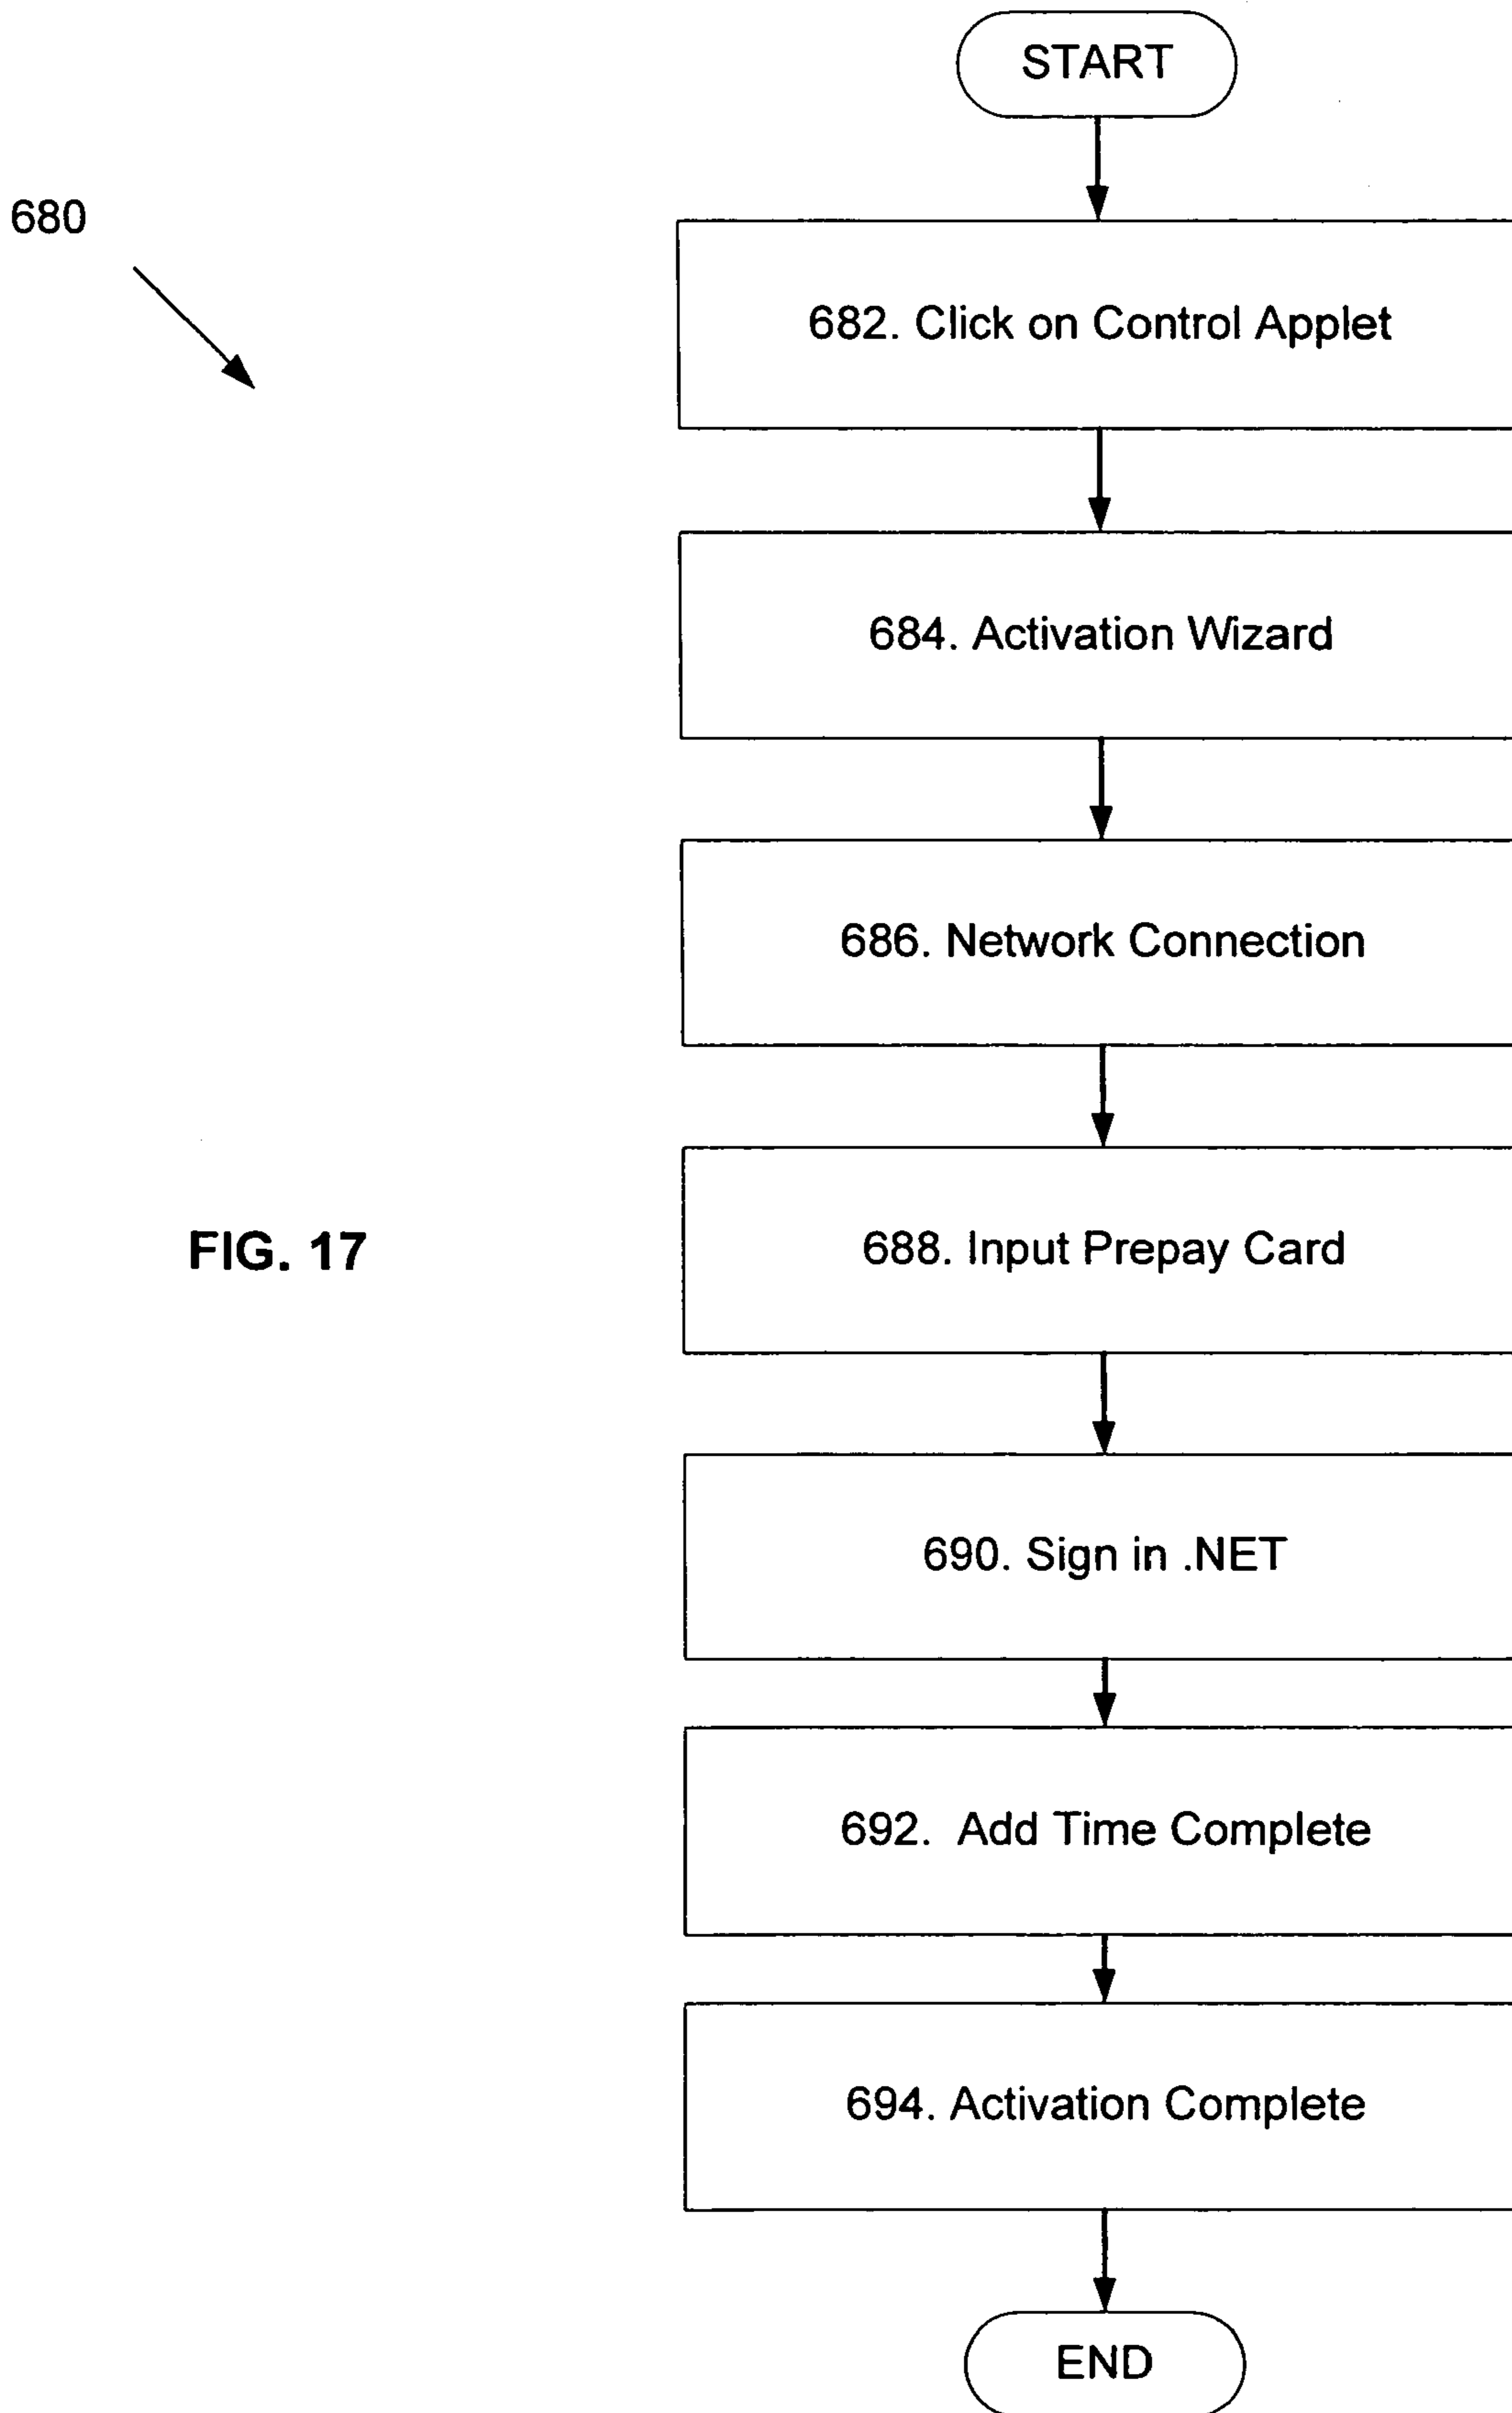 START
680
682. Click on Control Applet
684. Activation Wizard
686. Network Connection
688. Input Prepay Card
FIG. 17
690. Sign in .NET
692. Add Time Complete
694. Activation Complete
END